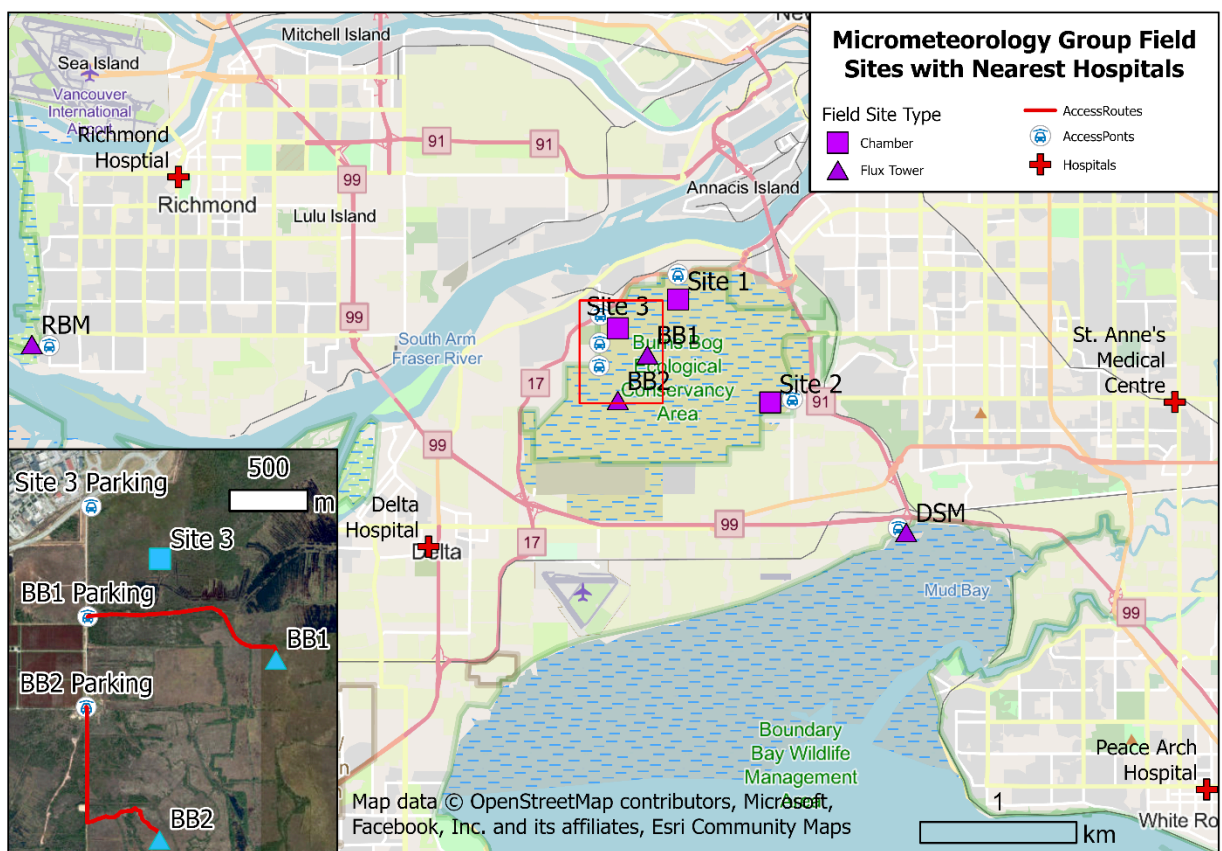 Micrometeorology Group Field
Sites with Nearest Hospitals
Field Site Type
Chamber
Flux Tower
AccessRoutes
AccessPonts
Hospitals
Mitchell Island
Sea Island
Vancouver
International
Airport
Richmond
Hosptial
Richmond
Lulu Island
91
91
99
99
Annacis Island
South Arm
Fraser River
RBM
Site 1
Site 3
BB1
Burns Bog
Ecological
Conservancy
Area
BB2
Site 2
17
91
99
St. Anne's
Medical
Centre
Delta
Hospital
Delta
17
99
DSM
Mud Bay
99
Boundary
Bay Wildlife
Management
Area
Peace Arch
Hospital
White Ro
1
km
Map data © OpenStreetMap contributors, Microsoft,
Facebook, Inc. and its affiliates, Esri Community Maps
500
m
Site 3 Parking
Site 3
BB1 Parking
BB1
BB2 Parking
BB2